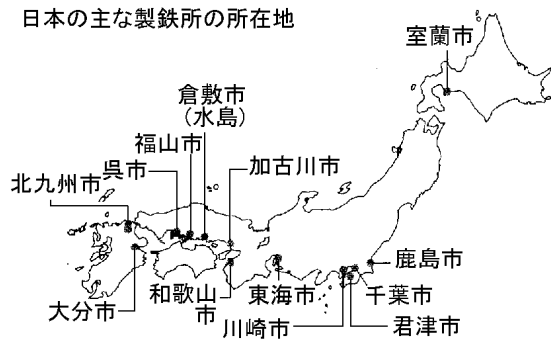 日本の主な製鉄所の所在地
室蘭市
倉敷市
(水島)
福山市
呉市
加古川市
北九州市
鹿島市
千葉市
君津市
川崎市
東海市
和歌山
市
大分市